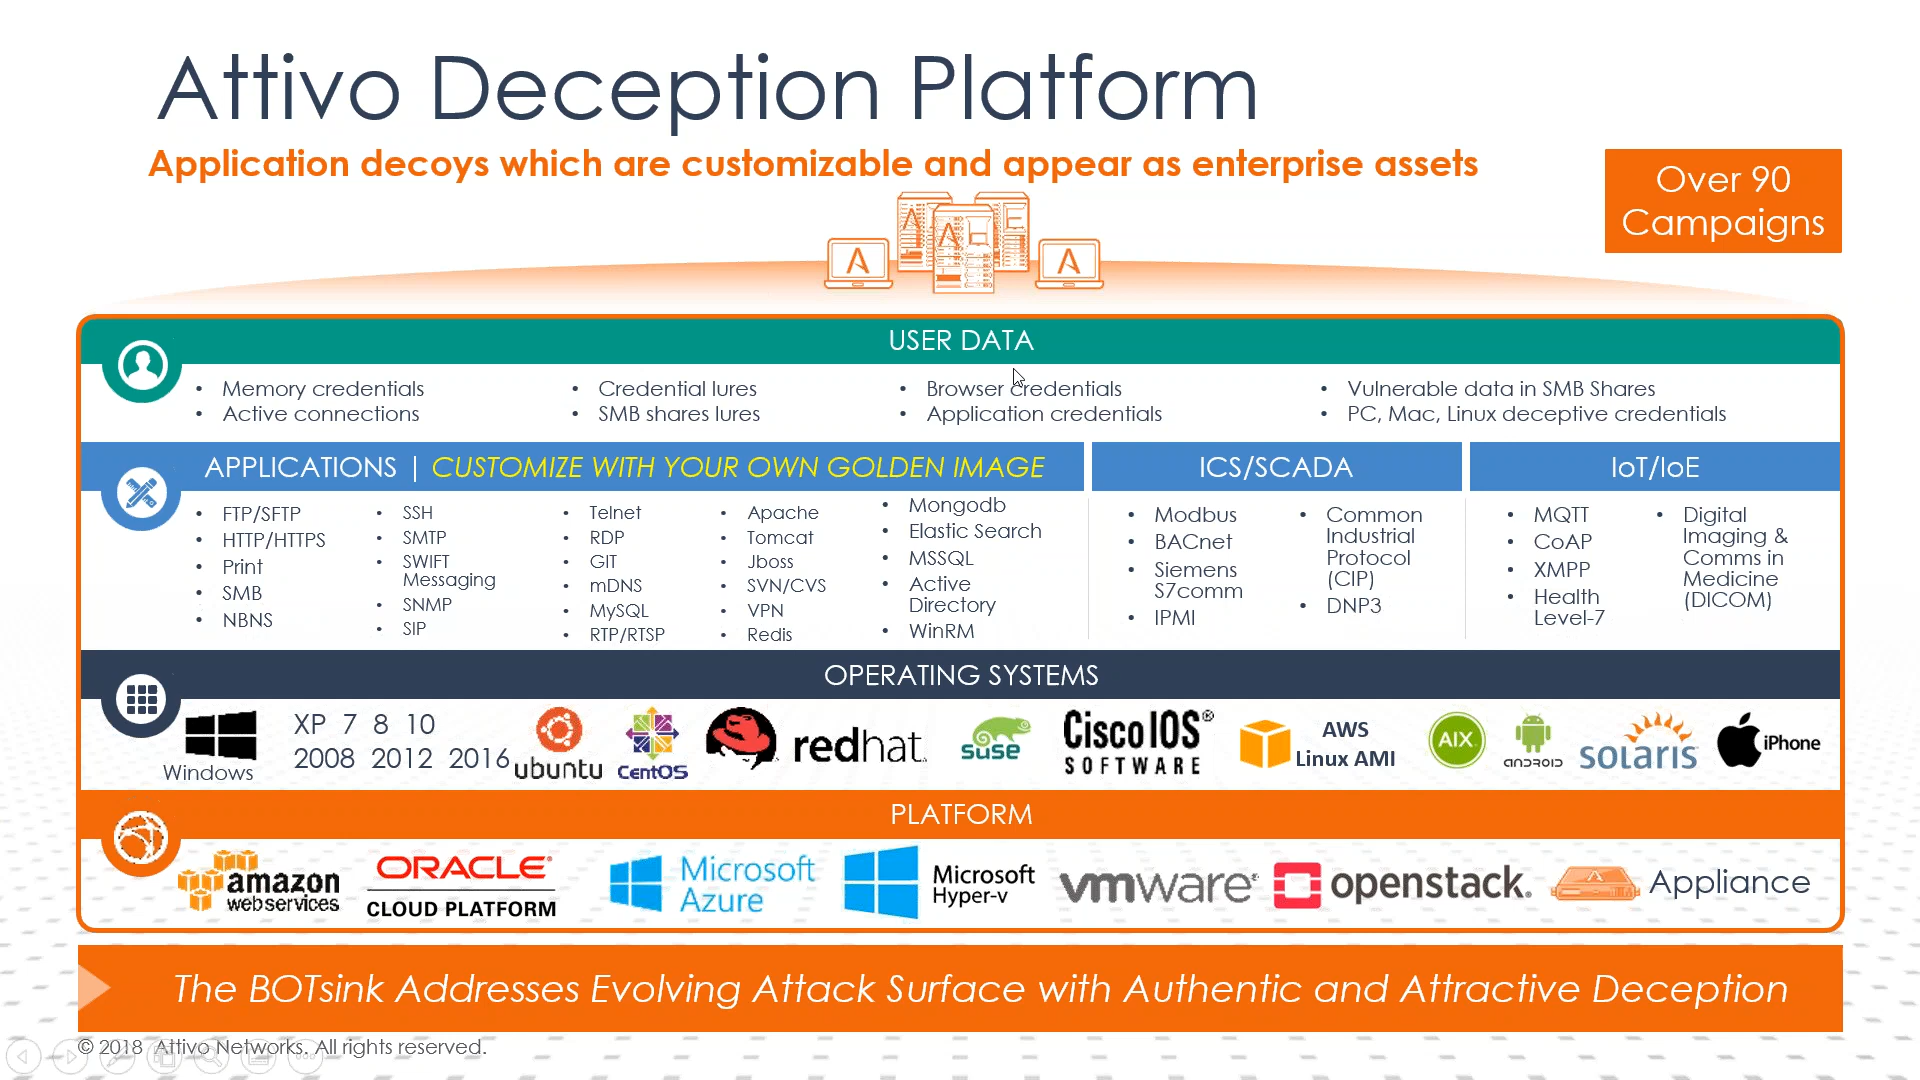 Attivo Deception Platform
Application decoys which are customizable and appear as enterprise assets
Over 90
Campaigns
A
A
A
E
A
USER DATA
• Memory credentials
• Active connections
• Credential lures
• SMB shares lures
• Browser credentials
• Application credentials
• Vulnerable data in SMB Shares
• PC, Mac, Linux deceptive credentials
APPLICATIONS | CUSTOMIZE WITH YOUR OWN GOLDEN IMAGE
• FTP/SFTP
• HTTP/HTTPS
• Print
• SMB
• NBNS
• SSH
• SMTP
• SWIFT
Messaging
• SNMP
• SIP
• Telnet
• RDP
• GIT
• mDNS
• MySQL
• RTP/RTSP
• Apache
• Tomcat
• Jboss
• SVN/CVS
• VPN
• Redis
• Mongodb
• Elastic Search
• MSSQL
• Active
Directory
• WinRM
ICS/SCADA
• Modbus
• BACnet
• Siemens
S7comm
• IPMI
• Common
Industrial
Protocol
(CIP)
• DNP3
IoT/IoE
• MQTT
• CoAP
• XMPP
• Health
Level-7
• Digital
Imaging &
Comms in
Medicine
(DICOM)
OPERATING SYSTEMS
Windows
XP 7 8 10
2008 2012 2016
ubuntu
CentOS
redhat.
SUSE
Cisco IOS®
SOFTWARE
AWS
Linux AMI
AIX
ANDROID
solaris
iPhone
PLATFORM
amazon
webservices
ORACLE®
CLOUD PLATFORM
Microsoft
Azure
Microsoft
Hyper-v
vmware®
openstack.
Appliance
The BOTsink Addresses Evolving Attack Surface with Authentic and Attractive Deception
© 2018 Attivo Networks. All rights reserved.